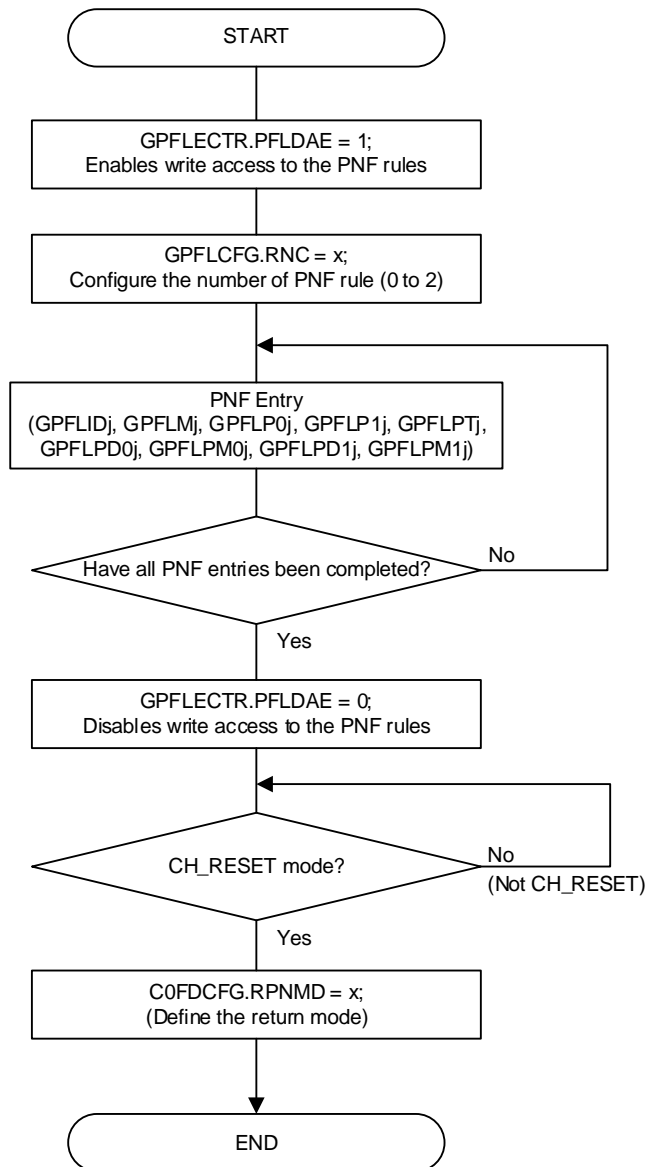 START
GPFLECTR.PFLDAE = 1;
Enables write access to the PNF rules
GPFLCFG.RNC = x;
Configure the number of PNF rule (0 to 2)
PNF Entry
(GPFLIDj, GPFLMj, GPFLP0j, GPFLP1j, GPFLPTj,
GPFLPD0j, GPFLPM0j, GPFLPD1j, GPFLPM1j)
Have all PNF entries been completed?
No
Yes
GPFLECTR.PFLDAE = 0;
Disables write access to the PNF rules
CH_RESET mode?
No
(Not CH_RESET)
Yes
C0FDCFG.RPNMD = x;
(Define the return mode)
END